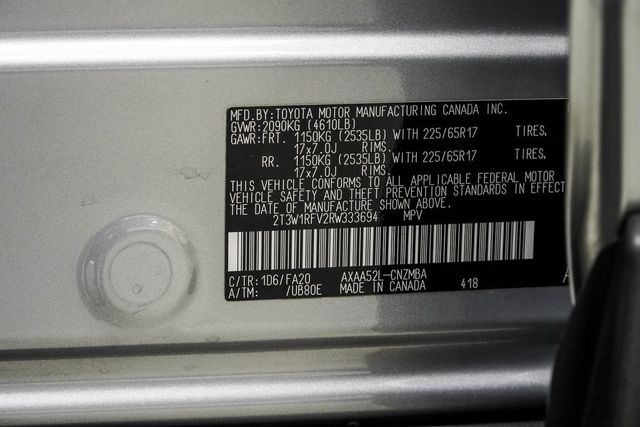 MFD.BY:TOYOTA MOTOR MANUFACTURING CANADA INC.
GVWR:2090KG (4610LB)
GAWR:FRT. 1150KG (2535LB) WITH 225/65R17 TIRES,
17x7.0J RIMS.
RR. 1150KG (2535LB) WITH 225/65R17 TIRES,
17x7.0J RIMS.
THIS VEHICLE CONFORMS TO ALL APPLICABLE FEDERAL MOTOR
VEHICLE SAFETY AND THEFT PREVENTION STANDARDS IN EFFECT
THE DATE OF MANUFACTURE SHOWN ABOVE.
2T3W1RFV2RW333694 MPV
C/TR: 1D6/FA20 AXAA52L-CNZMBA
A/TM: /UB80E MADE IN CANADA 418